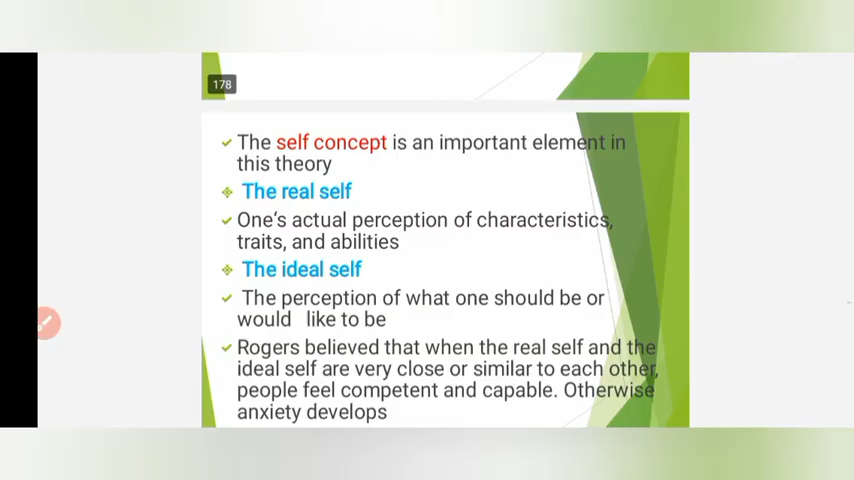 178
The self concept is an important element in
this theory
The real self
One's actual perception of characteristics,
traits, and abilities
The ideal self
The perception of what one should be or
would like to be
Rogers believed that when the real self and the
ideal self are very close or similar to each other,
people feel competent and capable. Otherwise
anxiety develops